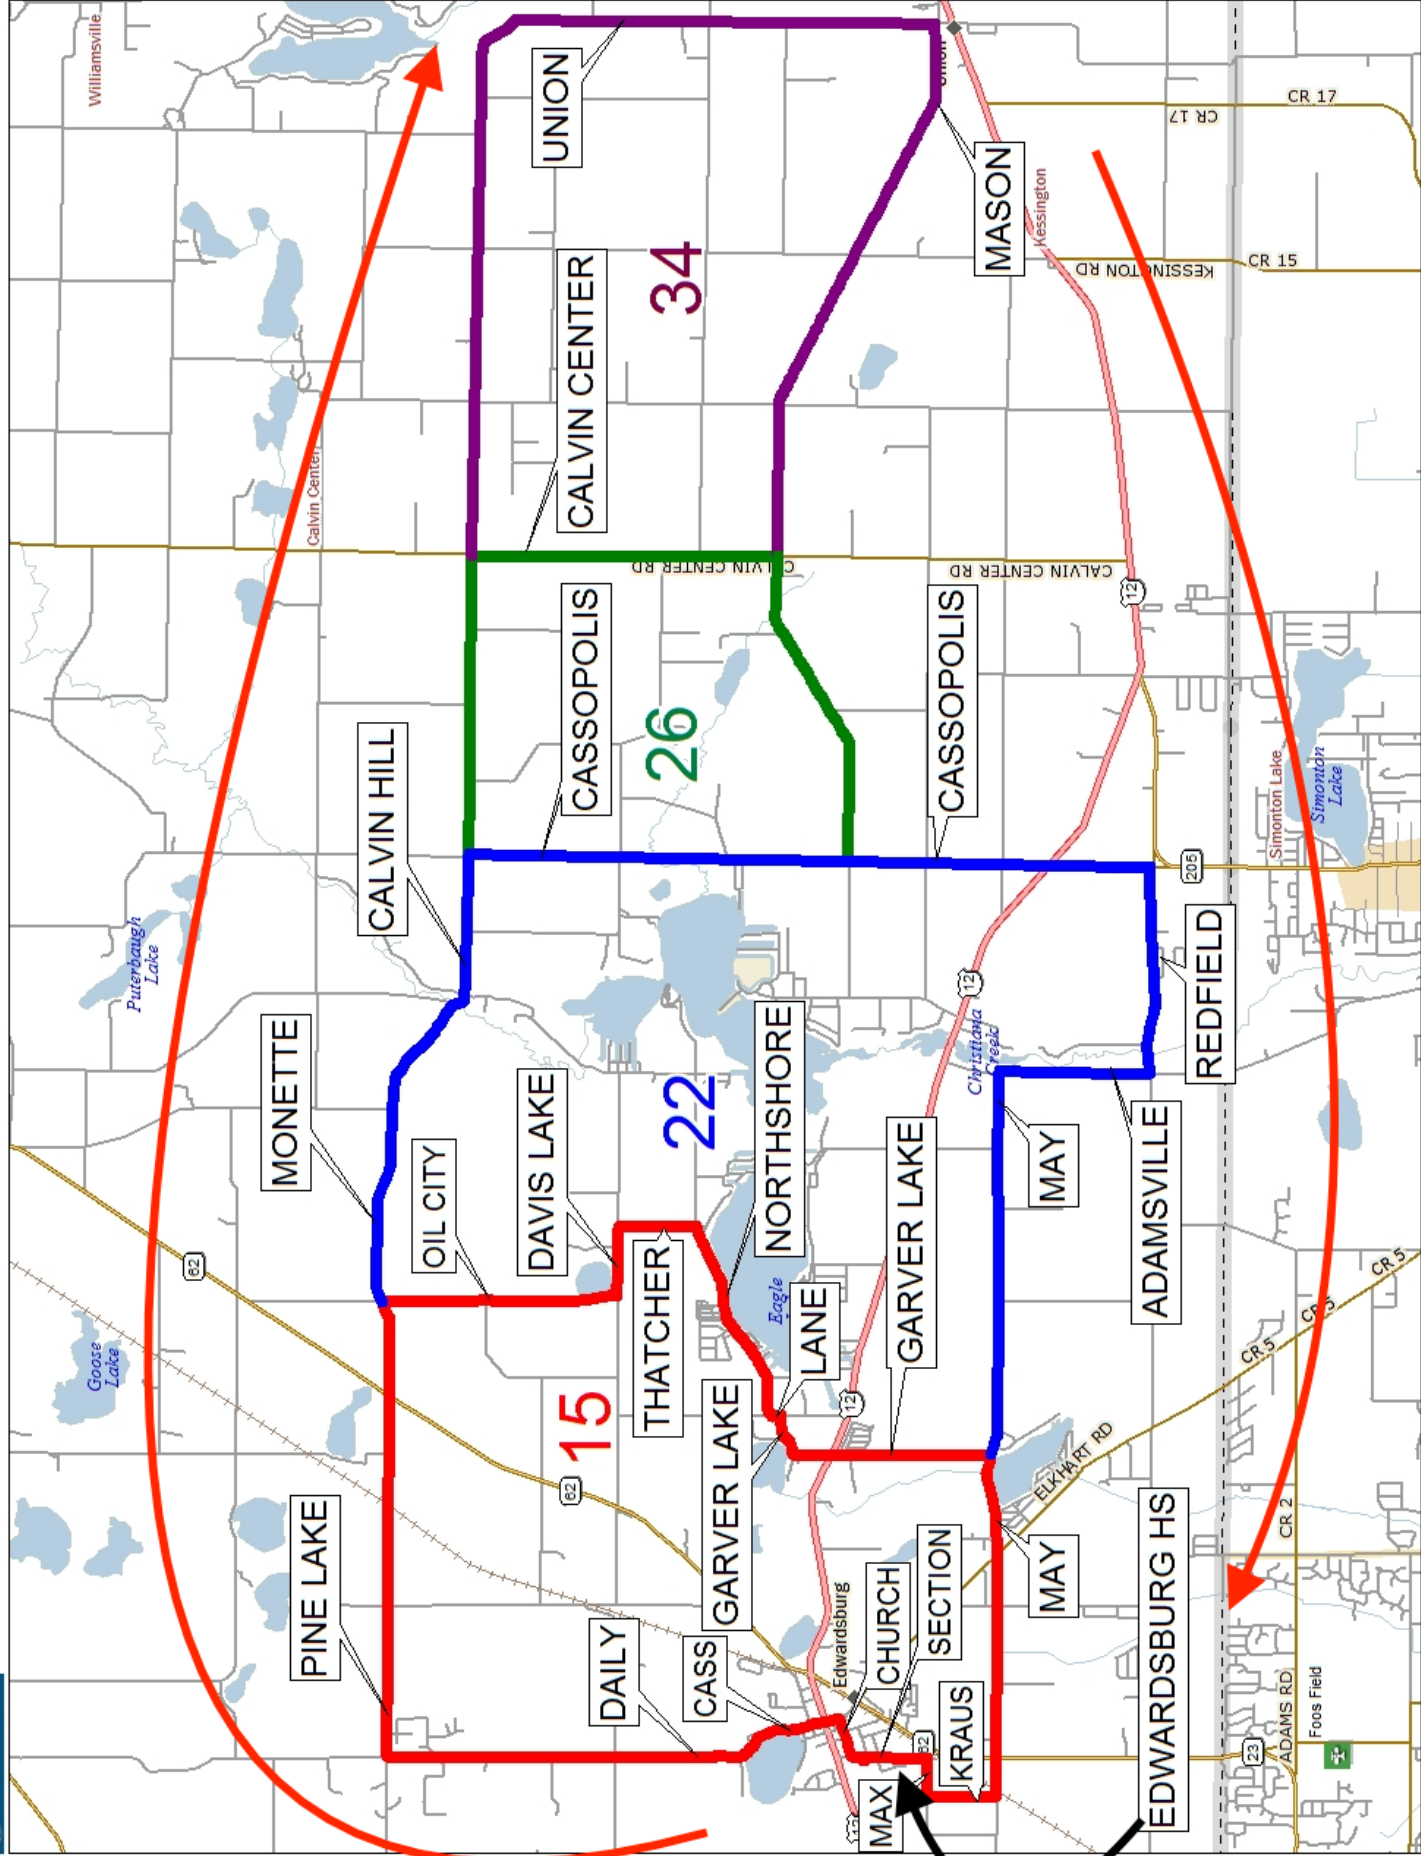 Williamsville
UNION
Union
CR 17
CR 17
MASON
Kessington
KESSINGTON RD
CR 15
34
CALVIN CENTER
Calvin Center
CALVIN CENTER RD
CALVIN CENTER RD
12
CASSOPOLIS
26
CASSOPOLIS
CALVIN HILL
205
Simonton Lake
Simonton
Lake
Puterbaugh
Lake
REDFIELD
12
Christiana
Creek
MONETTE
NORTHSHORE
22
DAVIS LAKE
OIL CITY
MAY
ADAMSVILLE
GARVER LAKE
62
CR 5
CR 5
CR 5
THATCHER
Eagle
LANE
Goose
Lake
15
12
GARVER LAKE
62
ELKHART RD
PINE LAKE
CR 2
MAY
SECTION
CHURCH
Edwardsburg
CASS
DAILY
KRAUS
EDWARDSBURG HS
62
MAX
12
23
ADAMS RD
Foos Field